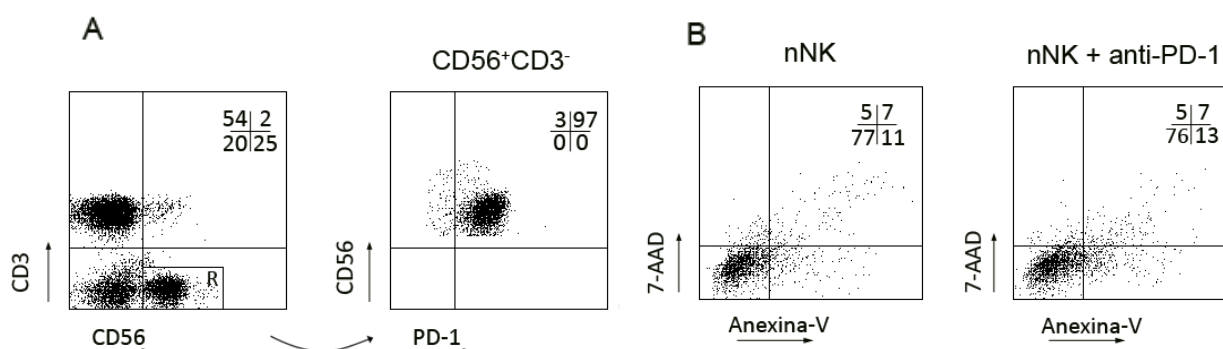 A
CD56⁺CD3⁻
54 2
20 25
R
CD3
CD56
3 97
0 0
CD56
PD-1
B
nNK
nNK + anti-PD-1
5 7
77 11
7-AAD
Anexina-V
5 7
76 13
7-AAD
Anexina-V